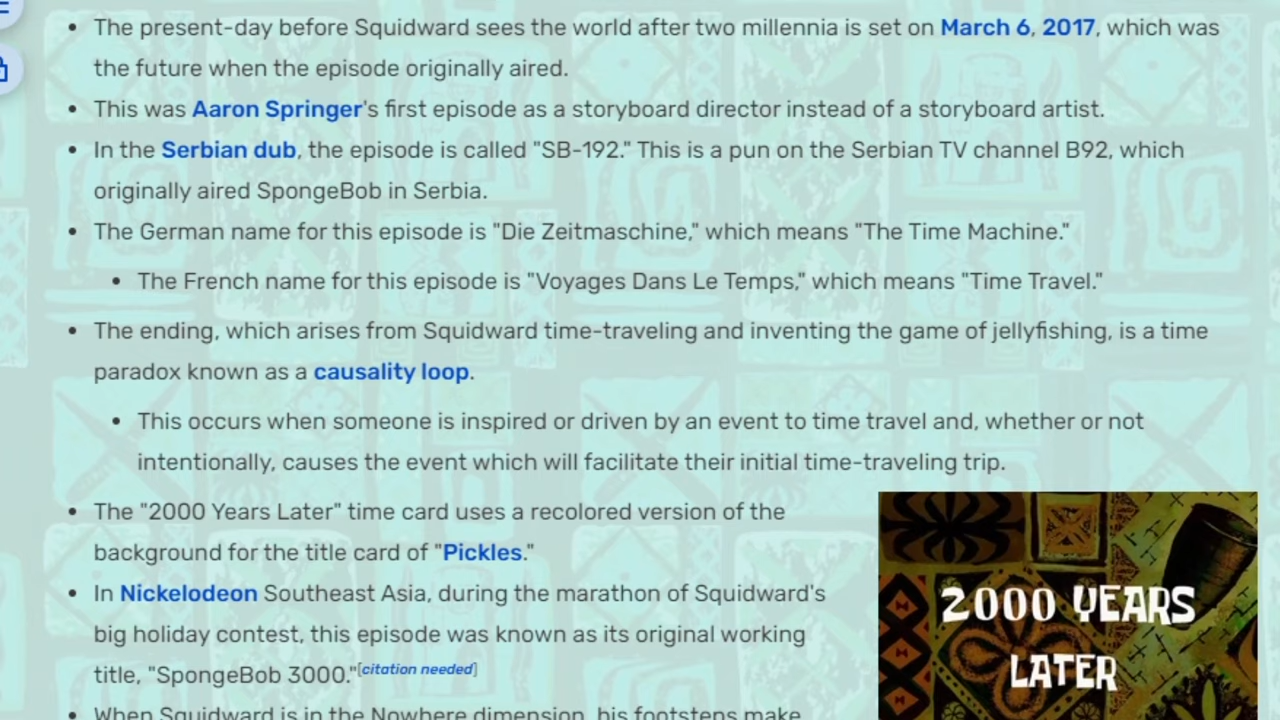 The present-day before Squidward sees the world after two millennia is set on March 6, 2017, which was
the future when the episode originally aired.
This was Aaron Springer's first episode as a storyboard director instead of a storyboard artist.
In the Serbian dub, the episode is called "SB-192." This is a pun on the Serbian TV channel B92, which
originally aired SpongeBob in Serbia.
The German name for this episode is "Die Zeitmaschine," which means "The Time Machine."
The French name for this episode is "Voyages Dans Le Temps," which means "Time Travel."
The ending, which arises from Squidward time-traveling and inventing the game of jellyfishing, is a time
paradox known as a causality loop.
This occurs when someone is inspired or driven by an event to time travel and, whether or not
intentionally, causes the event which will facilitate their initial time-traveling trip.
The "2000 Years Later" time card uses a recolored version of the
background for the title card of "Pickles."
In Nickelodeon Southeast Asia, during the marathon of Squidward's
big holiday contest, this episode was known as its original working
title, "SpongeBob 3000."[citation needed]
When Squidward is in the Nowhere dimension, his footsteps make
2000 YEARS
LATER